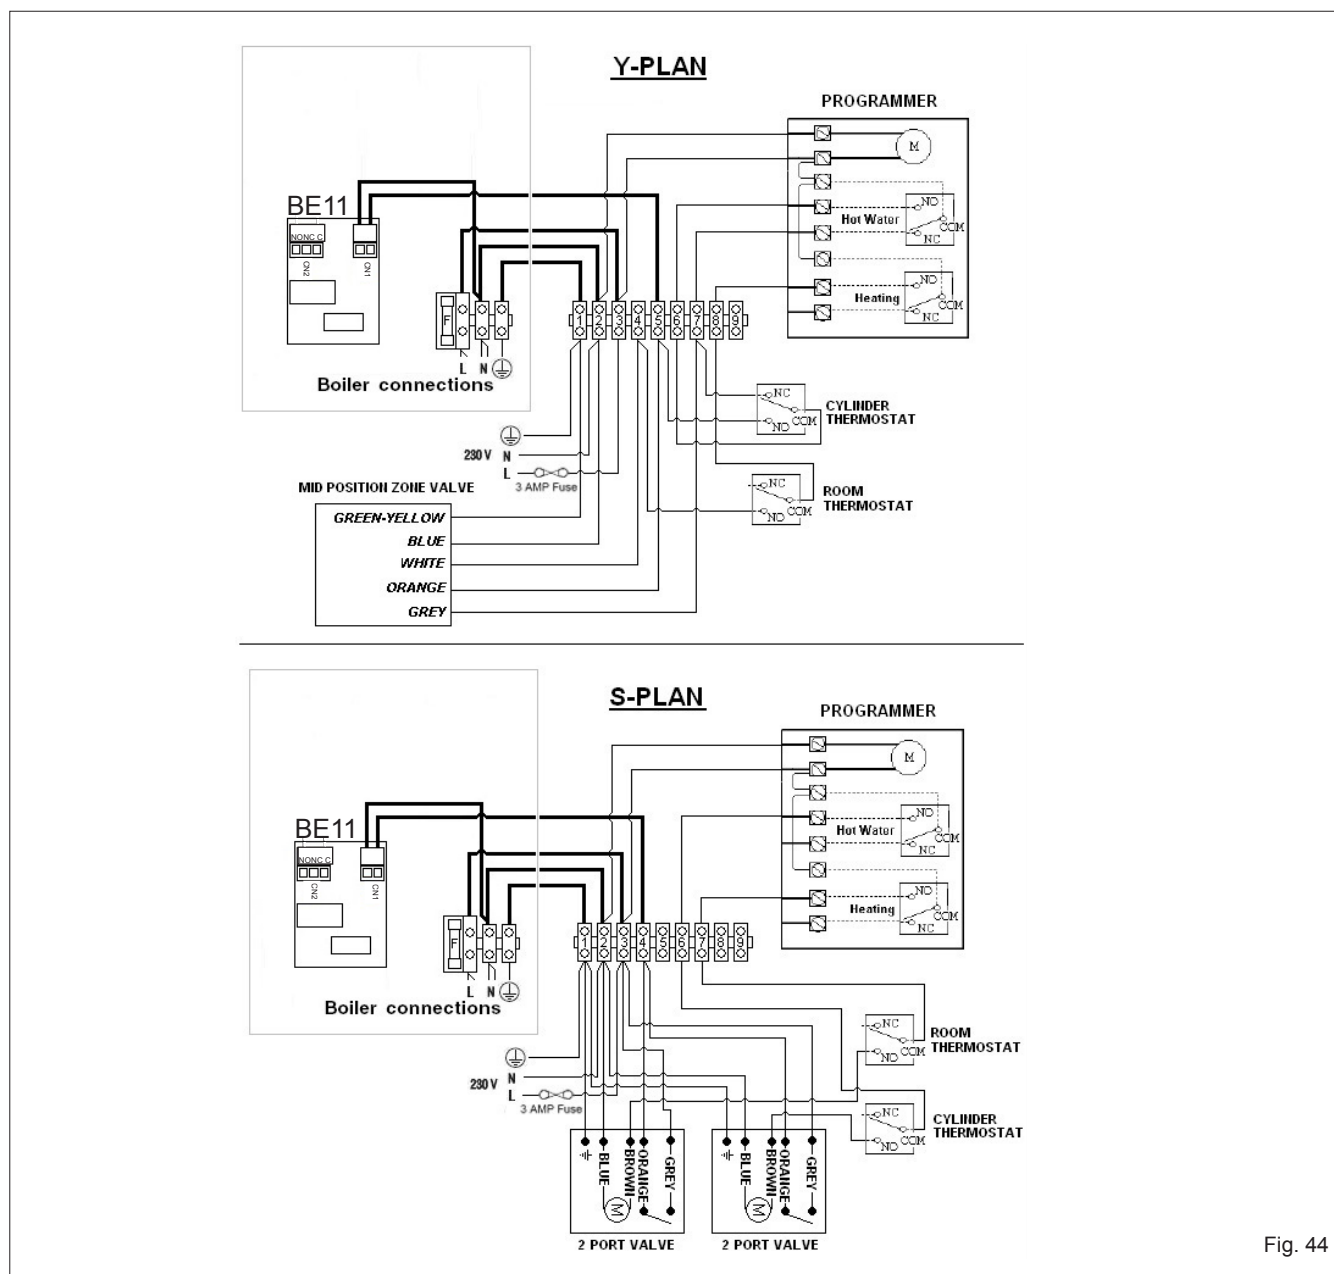 Y-PLAN
PROGRAMMER
M
NO
Hot Water
COM
NC
NO
Heating
COM
NC
BE11
NONC C
CN2
CN1
F
1 2 3 4 5 6 7 8 9
L N
Boiler connections
NC
COM
NO
CYLINDER
THERMOSTAT
230 V N
L
3 AMP Fuse
NC
COM
NO
ROOM
THERMOSTAT
MID POSITION ZONE VALVE
GREEN-YELLOW
BLUE
WHITE
ORANGE
GREY
S-PLAN
PROGRAMMER
M
NO
Hot Water
COM
NC
NO
Heating
COM
NC
BE11
NONC C
CN2
CN1
F
1 2 3 4 5 6 7 8 9
L N
Boiler connections
NC
COM
NO
ROOM
THERMOSTAT
230 V N
L
3 AMP Fuse
NC
COM
NO
CYLINDER
THERMOSTAT
BLUE
BROWN
ORANGE
GREY
M
2 PORT VALVE
BLUE
BROWN
ORANGE
GREY
M
2 PORT VALVE
Fig. 44